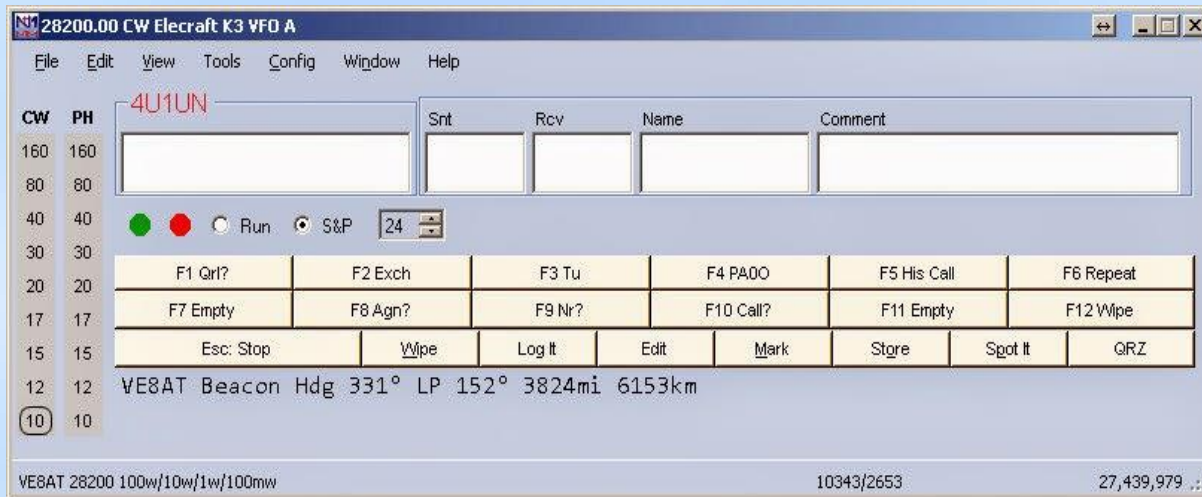 28200.00 CW Elecraft K3 VFO A
File Edit View Tools Config Window Help
CW PH
4U1UN
Snt Rcv Name Comment
160 160
80 80
40 40
Run S&P 24
30 30
F1 Qrl? F2 Exch F3 Tu F4 PA0O F5 His Call F6 Repeat
20 20
F7 Empty F8 Agn? F9 Nr? F10 Call? F11 Empty F12 Wipe
17 17
15 15
Esc: Stop Wipe Log It Edit Mark Store Spot It QRZ
12 12
VE8AT Beacon Hdg 331° LP 152° 3824mi 6153km
10 10
VE8AT 28200 100w/10w/1w/100mw 10343/2653 27,439,979